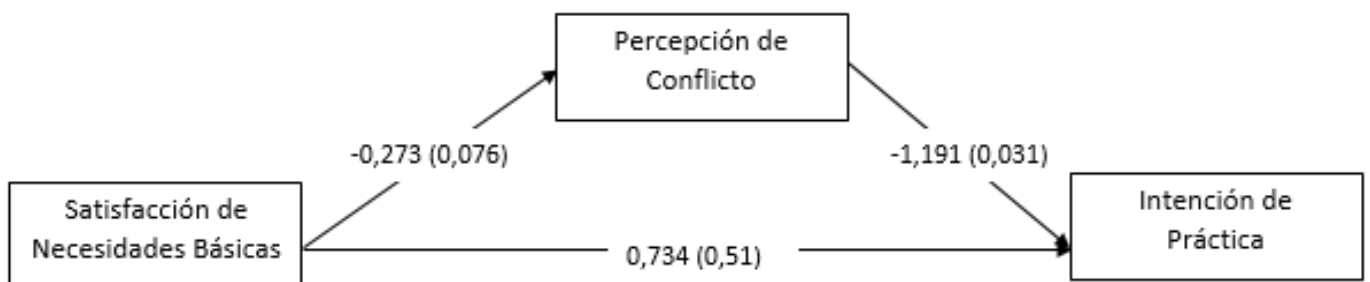 Percepción de
Conflicto
-0,273 (0,076)
-1,191 (0,031)
Satisfacción de
Necesidades Básicas
Intención de
Práctica
0,734 (0,51)